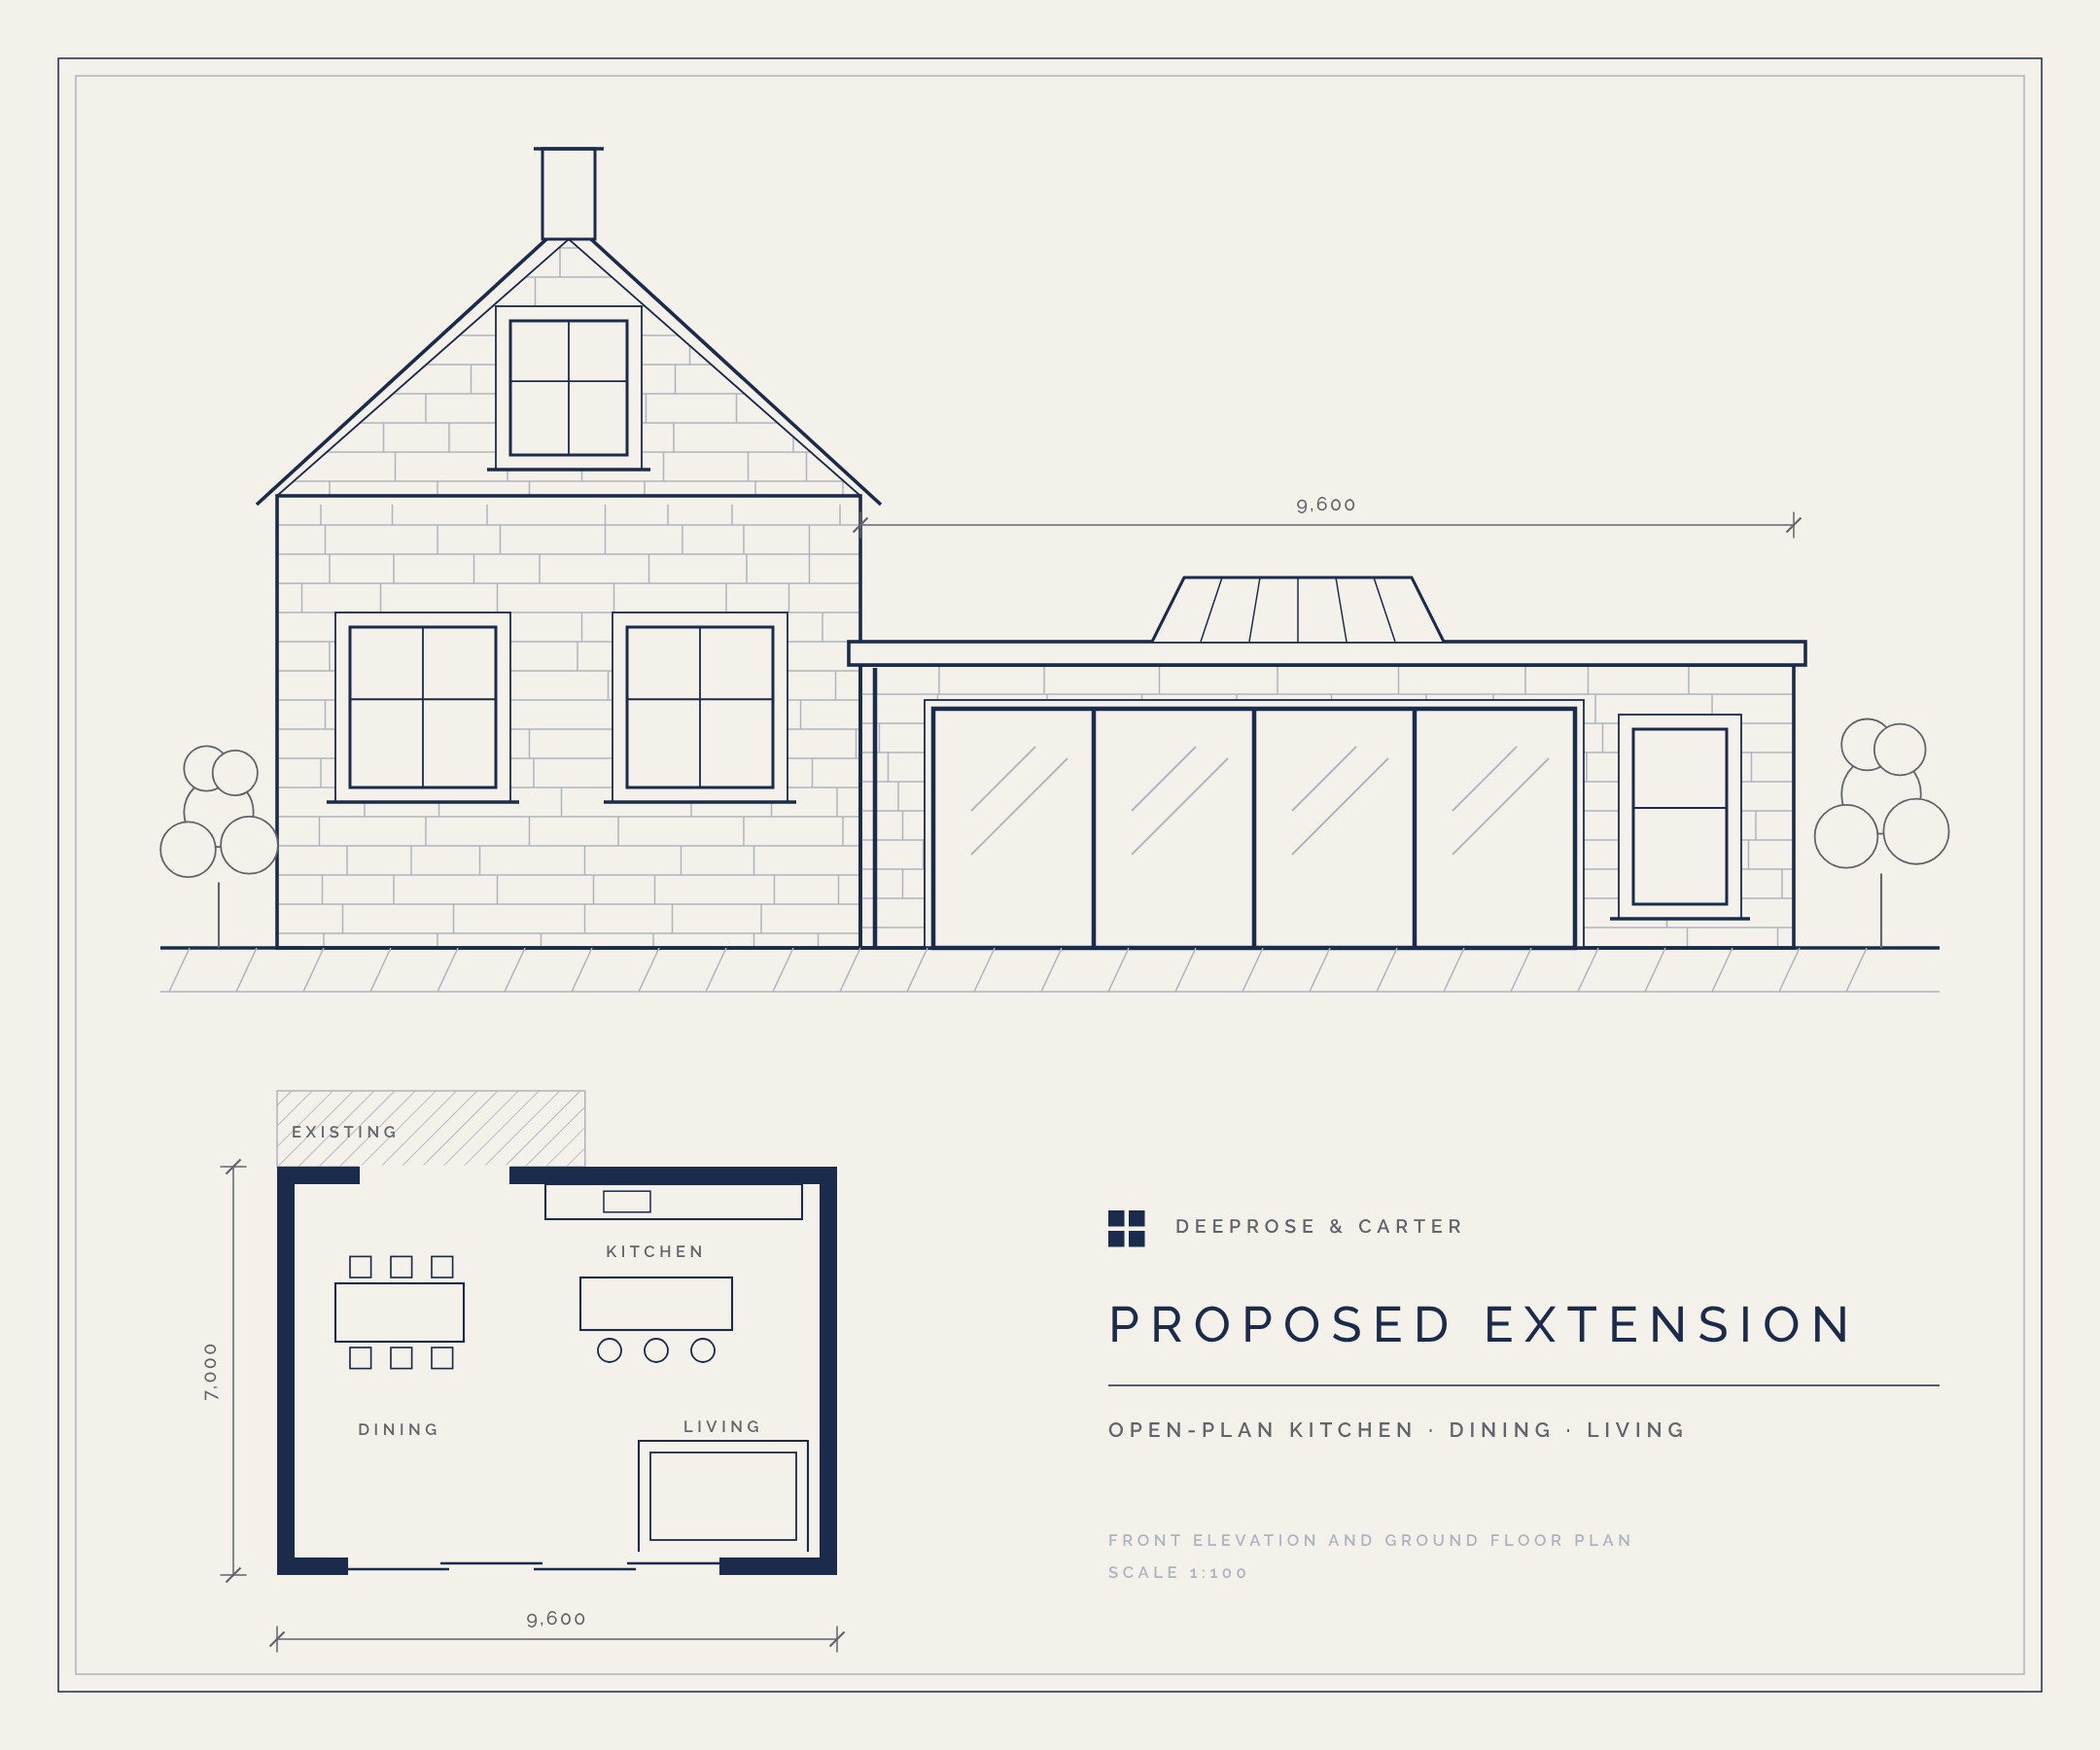 9,600
EXISTING
KITCHEN
7,000
DINING
LIVING
9,600
DEEPROSE & CARTER
PROPOSED EXTENSION
OPEN-PLAN KITCHEN · DINING · LIVING
FRONT ELEVATION AND GROUND FLOOR PLAN
SCALE 1:100